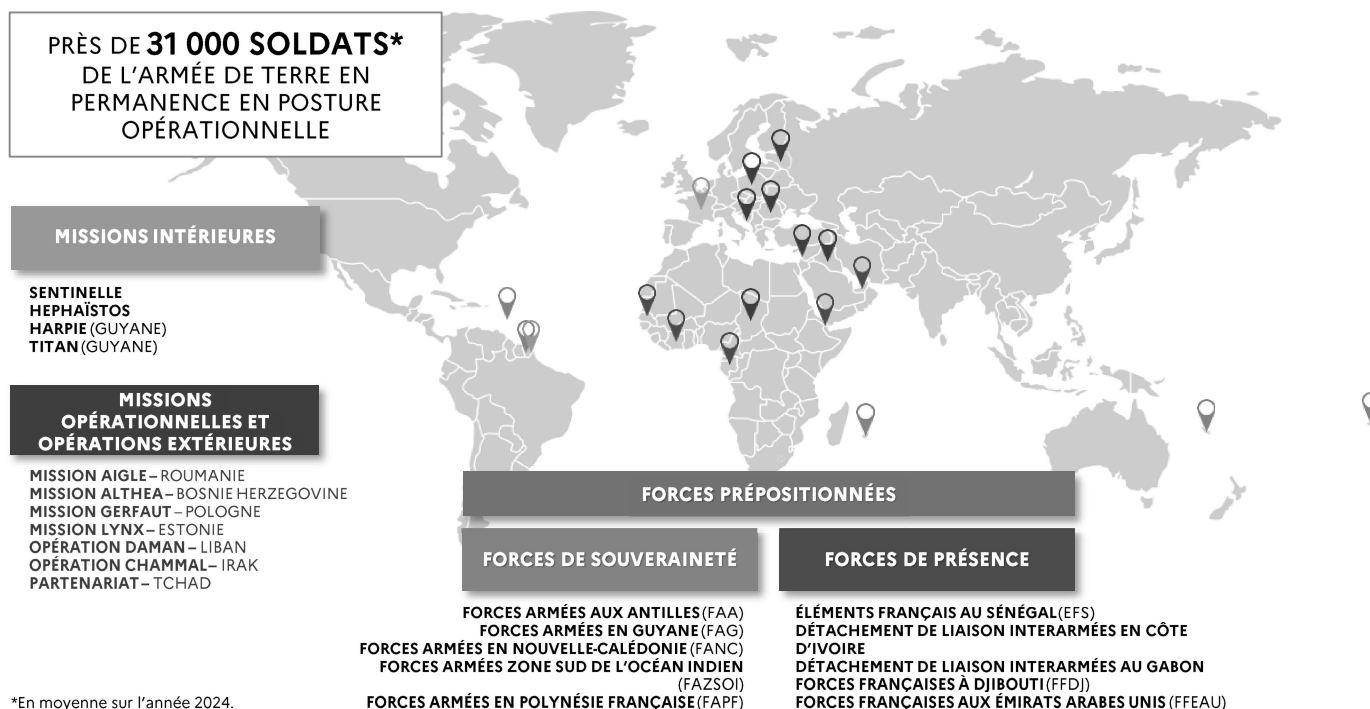 PRÈS DE 31 000 SOLDATS*
DE L'ARMÉE DE TERRE EN
PERMANENCE EN POSTURE
OPÉRATIONNELLE
MISSIONS INTÉRIEURES
SENTINELLE
HEPHAÏSTOS
HARPIE (GUYANE)
TITAN (GUYANE)
MISSIONS
OPÉRATIONNELLES ET
OPÉRATIONS EXTÉRIEURES
MISSION AIGLE – ROUMANIE
MISSION ALTHEA – BOSNIE HERZEGOVINE
MISSION GERFAUT – POLOGNE
MISSION LYNX – ESTONIE
OPÉRATION DAMAN – LIBAN
OPÉRATION CHAMMAL – IRAK
PARTENARIAT – TCHAD
*En moyenne sur l'année 2024.
FORCES PRÉPOSITIONNÉES
FORCES DE SOUVERAINETÉ
FORCES ARMÉES AUX ANTILLES (FAA)
FORCES ARMÉES EN GUYANE (FAG)
FORCES ARMÉES EN NOUVELLE-CALÉDONIE (FANC)
FORCES ARMÉES ZONE SUD DE L'OCÉAN INDIEN
(FAZSOI)
FORCES ARMÉES EN POLYNÉSIE FRANÇAISE (FAPF)
FORCES DE PRÉSENCE
ÉLÉMENTS FRANÇAIS AU SÉNÉGAL (EFS)
DÉTACHEMENT DE LIAISON INTERARMÉES EN CÔTE
D'IVOIRE
DÉTACHEMENT DE LIAISON INTERARMÉES AU GABON
FORCES FRANÇAISES À DJIBOUTI (FFDJ)
FORCES FRANÇAISES AUX ÉMIRATS ARABES UNIS (FFEAU)